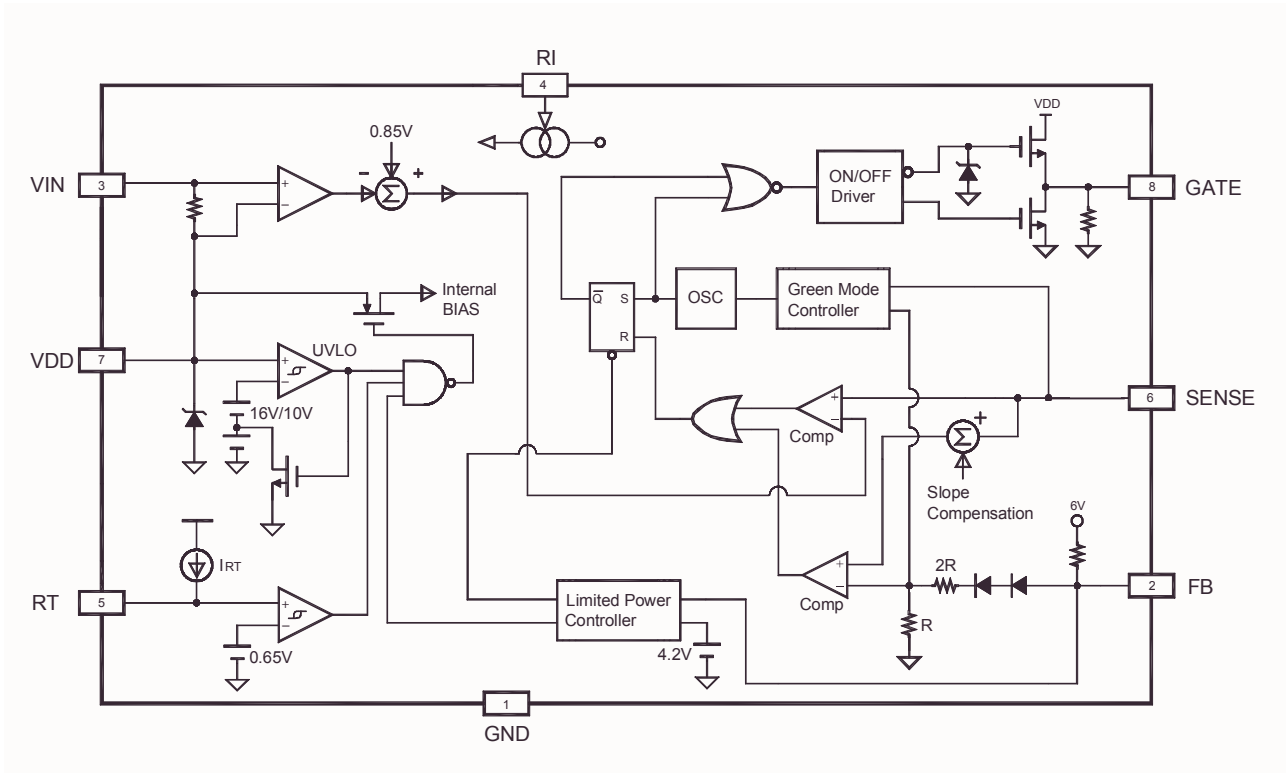 RI
4
0.85V
VDD
VIN
3
+
−
−
+
Σ
ON/OFF
Driver
8
GATE
Internal
BIAS
Q̅
S
R
OSC
Green Mode
Controller
VDD
7
UVLO
+
−
16V/10V
+
−
Comp
6
SENSE
Σ
+
Slope
Compensation
6V
IRT
RT
5
+
−
0.65V
Limited Power
Controller
4.2V
+
−
Comp
2R
R
2
FB
1
GND